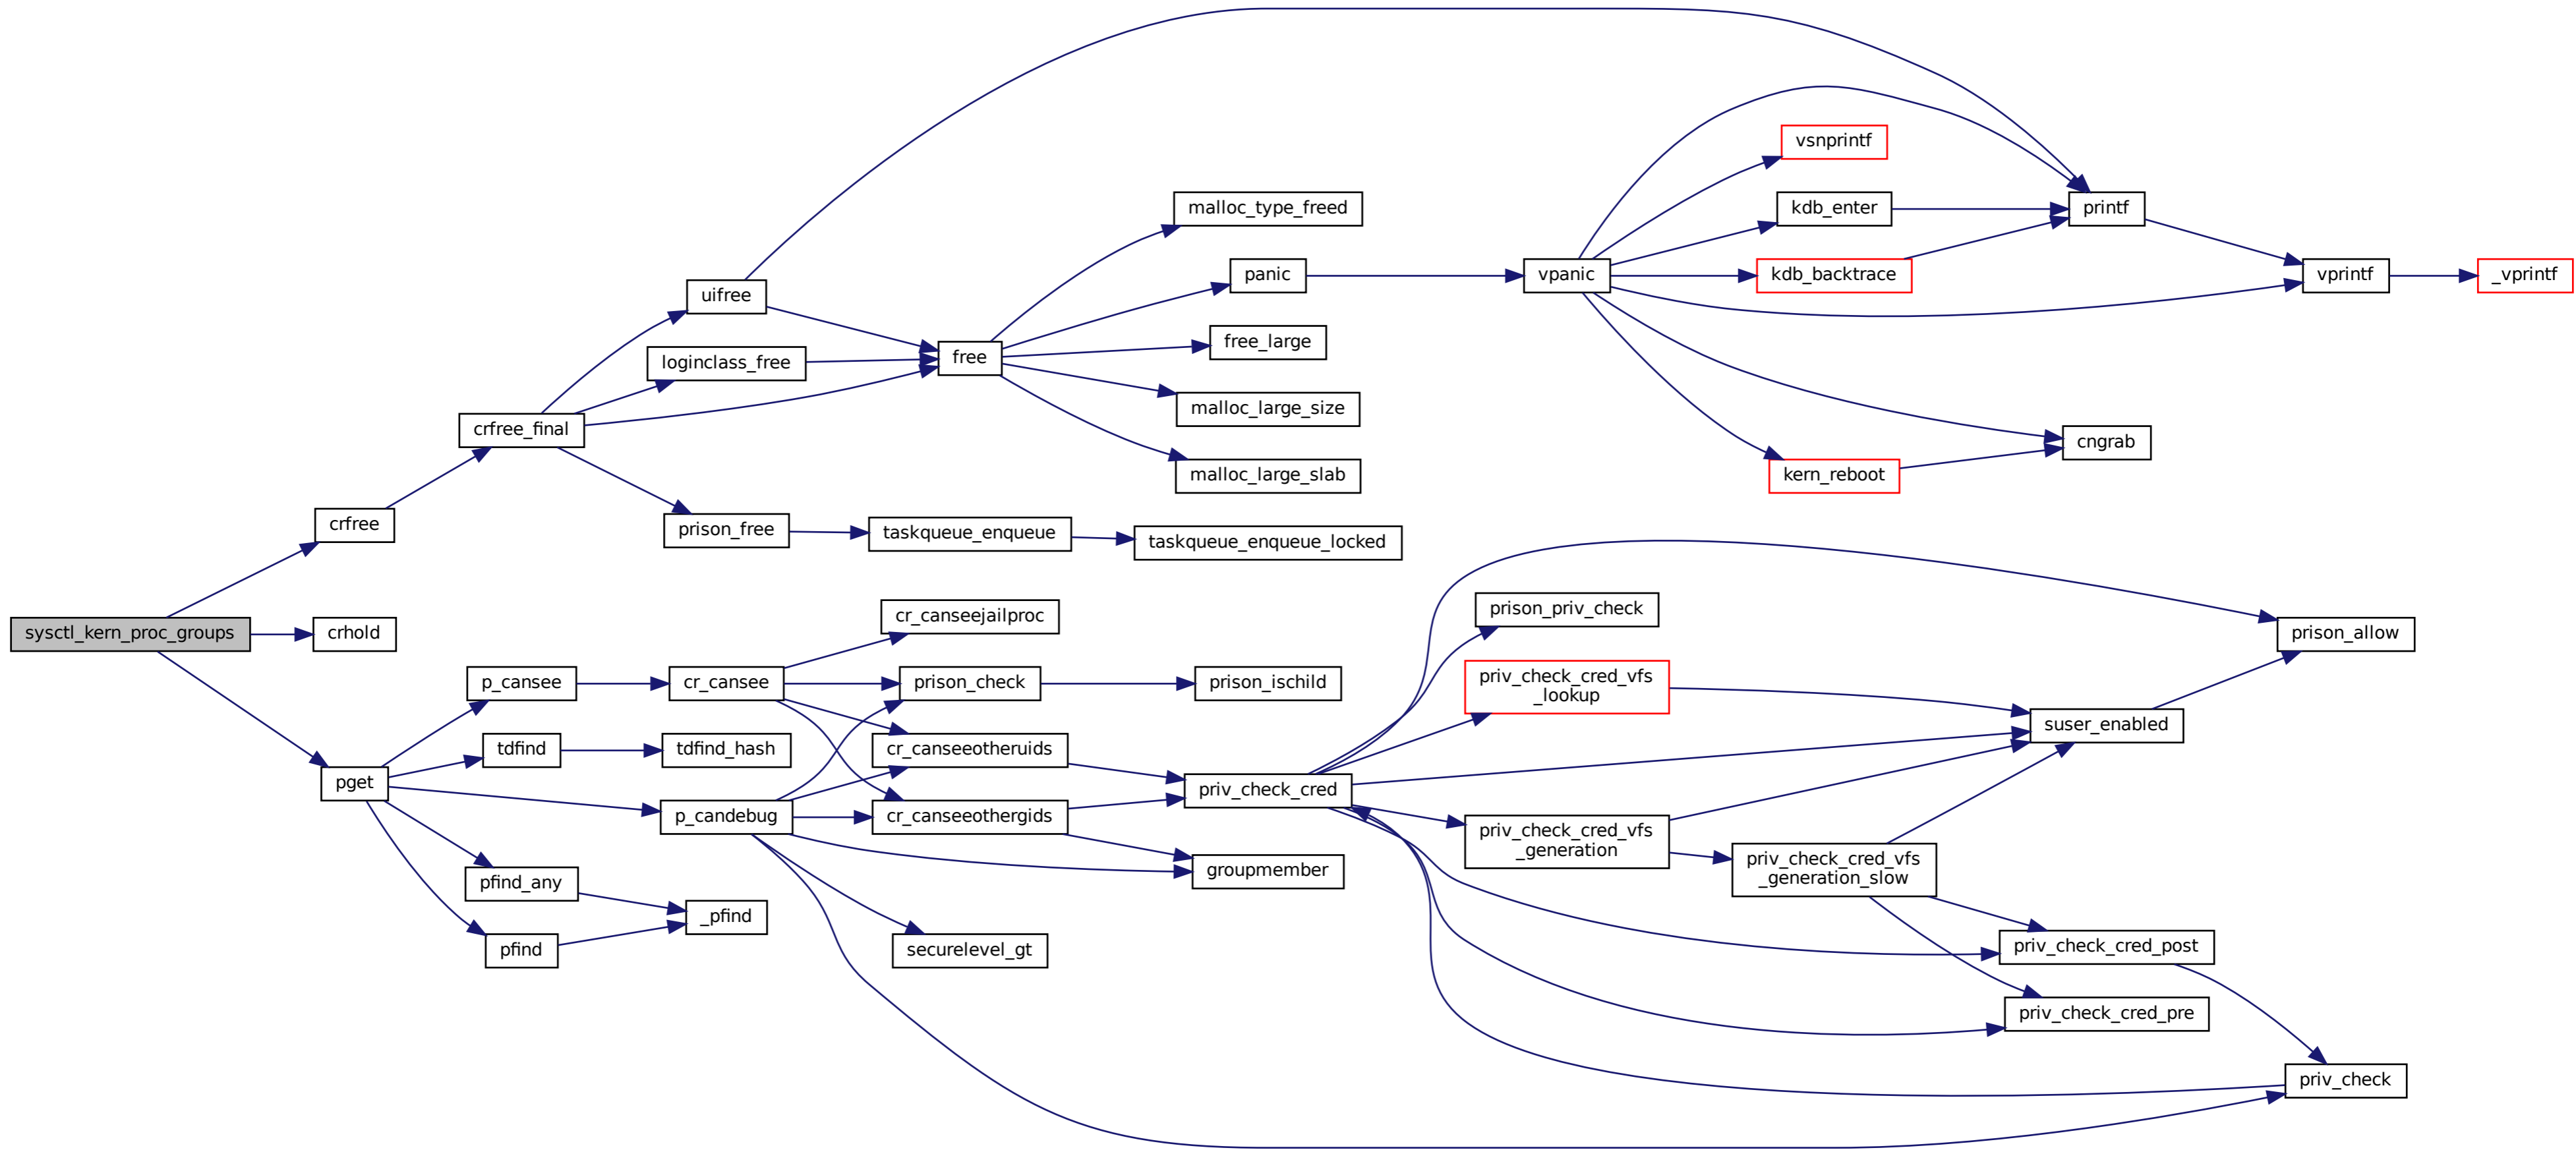 sysctl_kern_proc_groups
crfree
crhold
pget
crfree_final
p_cansee
tdfind
pfind_any
pfind
uifree
loginclass_free
prison_free
cr_cansee
tdfind_hash
p_candebug
_pfind
free
taskqueue_enqueue
cr_canseejailproc
prison_check
cr_canseeotheruids
cr_canseeothergids
securelevel_gt
malloc_type_freed
panic
free_large
malloc_large_size
malloc_large_slab
taskqueue_enqueue_locked
prison_ischild
priv_check_cred
groupmember
vpanic
prison_priv_check
priv_check_cred_vfs
_lookup
priv_check_cred_vfs
_generation
vsnprintf
kdb_enter
kdb_backtrace
kern_reboot
priv_check_cred_vfs
_generation_slow
printf
cngrab
suser_enabled
priv_check_cred_post
priv_check_cred_pre
vprintf
prison_allow
priv_check
_vprintf